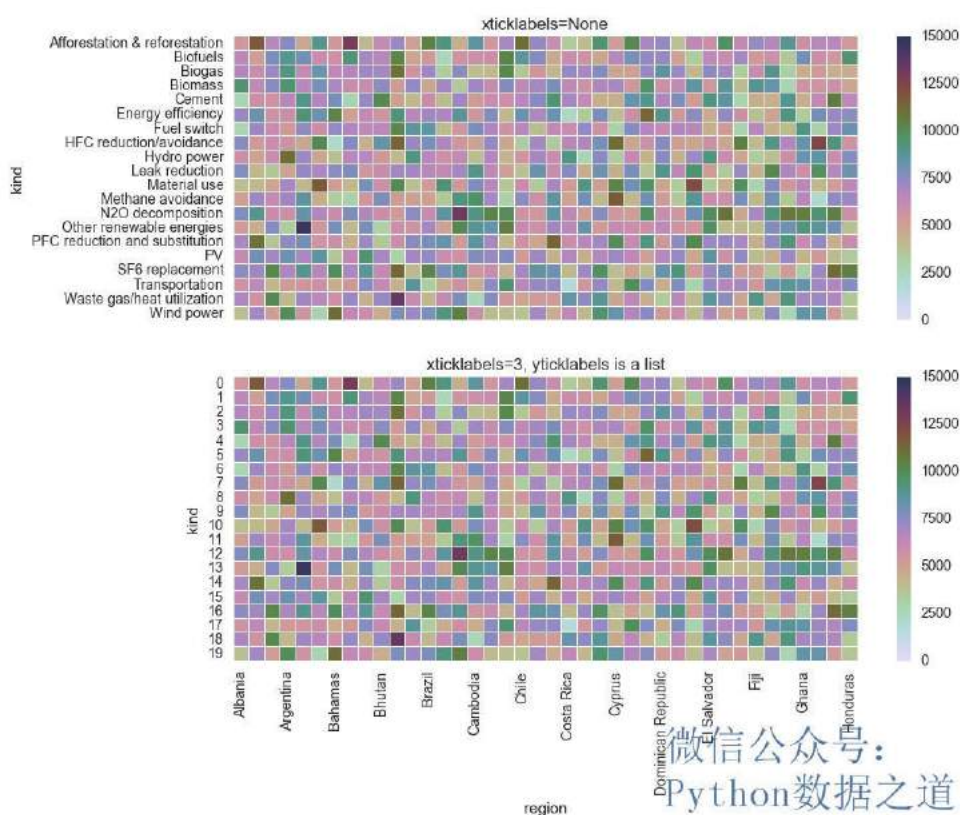 xticklabels=None
Afforestation & reforestation
Biofuels
Biogas
Biomass
Cement
Energy efficiency
Fuel switch
HFC reduction/avoidance
Hydro power
Leak reduction
Material use
Methane avoidance
N2O decomposition
Other renewable energies
PFC reduction and substitution
PV
SF6 replacement
Transportation
Waste gas/heat utilization
Wind power
kind
15000
12500
10000
7500
5000
2500
0
xticklabels=3, yticklabels is a list
0
1
2
3
4
5
6
7
8
9
10
11
12
13
14
15
16
17
18
19
kind
15000
12500
10000
7500
5000
2500
0
Albania
Argentina
Bahamas
Bhutan
Brazil
Cambodia
Chile
Costa Rica
Cyprus
Dominican Republic
El Salvador
Fiji
Ghana
Honduras
region
微信公众号：
Python数据之道